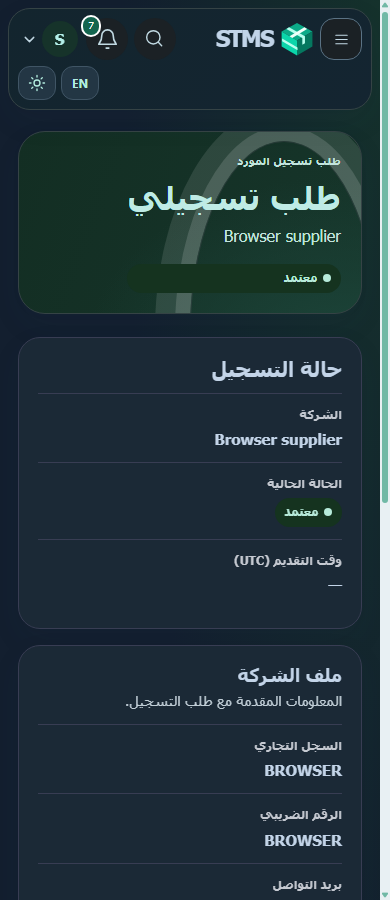 STMS
7
S
EN
طلب تسجيل المورد
طلب تسجيلي
Browser supplier
معتمد
حالة التسجيل
الشركة
Browser supplier
الحالة الحالية
معتمد
وقت التقديم (UTC)
—
ملف الشركة
المعلومات المقدمة مع طلب التسجيل.
السجل التجاري
BROWSER
الرقم الضريبي
BROWSER
بريد التواصل